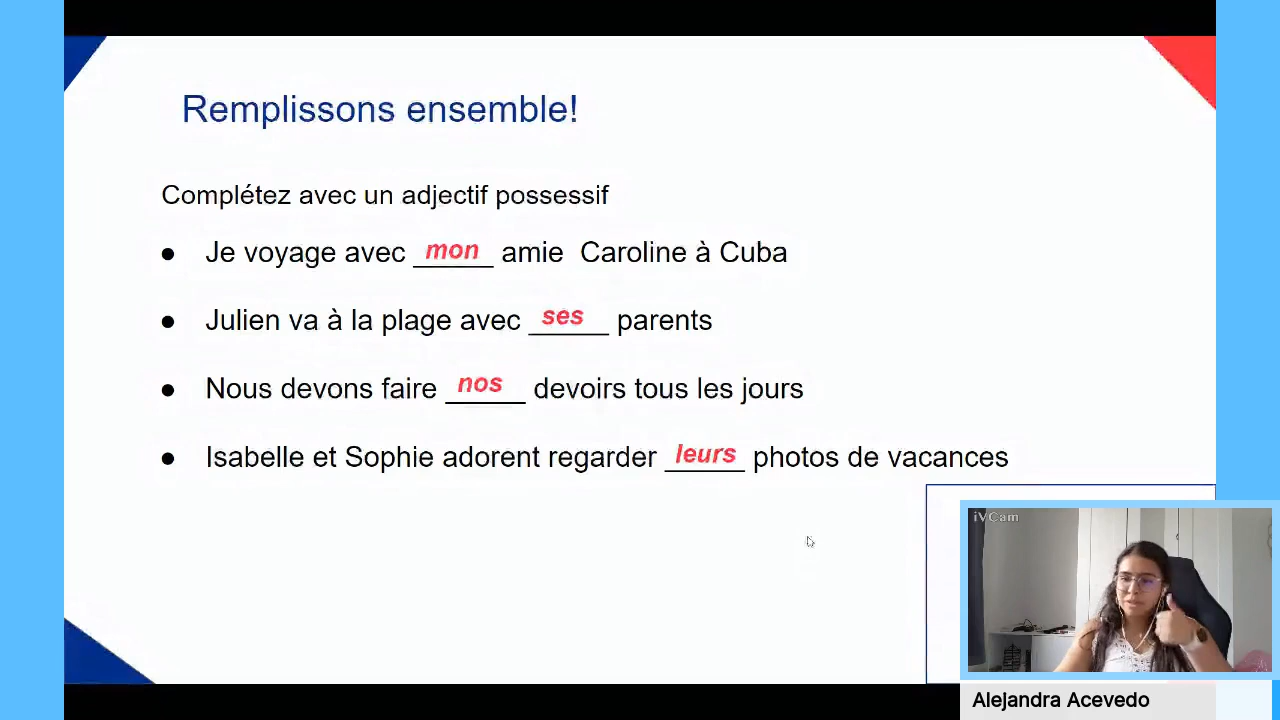 Remplissons ensemble!
Complétez avec un adjectif possessif
● Je voyage avec mon amie Caroline à Cuba
● Julien va à la plage avec ses parents
● Nous devons faire nos devoirs tous les jours
● Isabelle et Sophie adorent regarder leurs photos de vacances
iVCam
Alejandra Acevedo